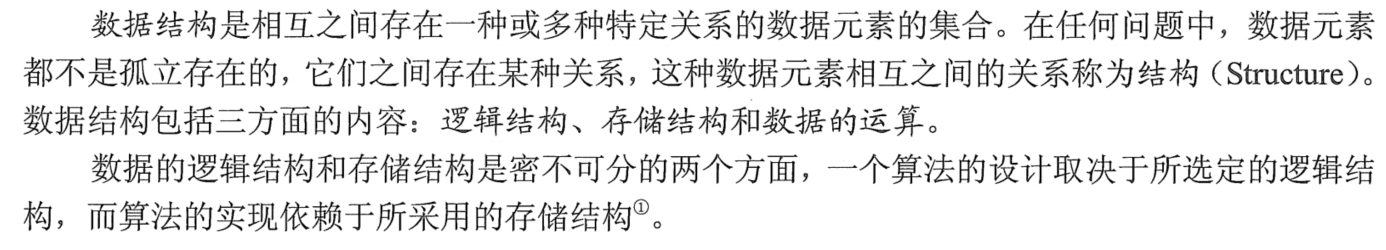 数据结构是相互之间存在一种或多种特定关系的数据元素的集合。在任何问题中，数据元素
都不是孤立存在的，它们之间存在某种关系，这种数据元素相互之间的关系称为结构（Structure）。
数据结构包括三方面的内容：逻辑结构、存储结构和数据的运算。
数据的逻辑结构和存储结构是密不可分的两个方面，一个算法的设计取决于所选定的逻辑结
构，而算法的实现依赖于所采用的存储结构①。